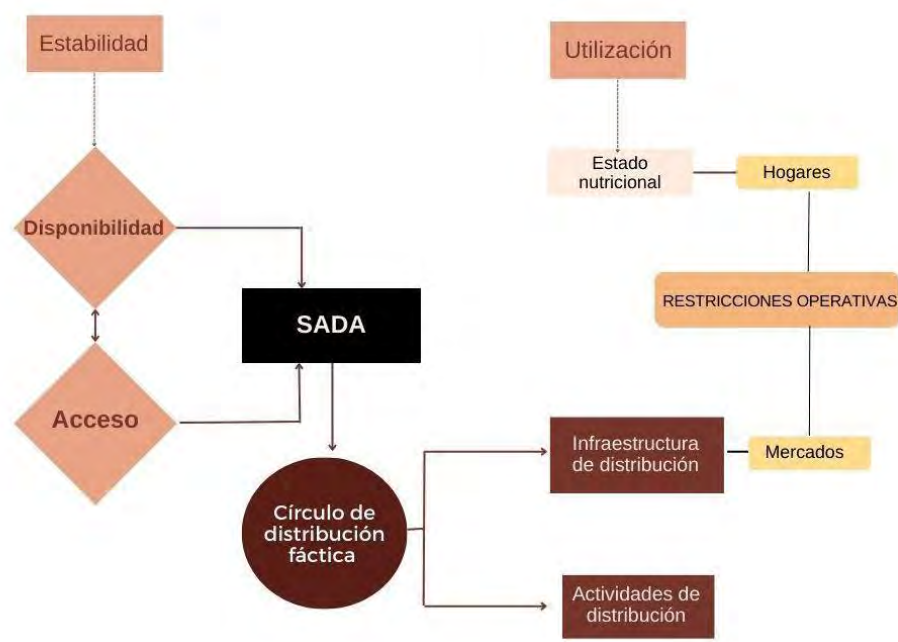 Estabilidad
Utilización
Estado
nutricional
Hogares
Disponibilidad
RESTRICCIONES OPERATIVAS
SADA
Acceso
Infraestructura
de distribución
Mercados
Círculo de
distribución
fáctica
Actividades de
distribución